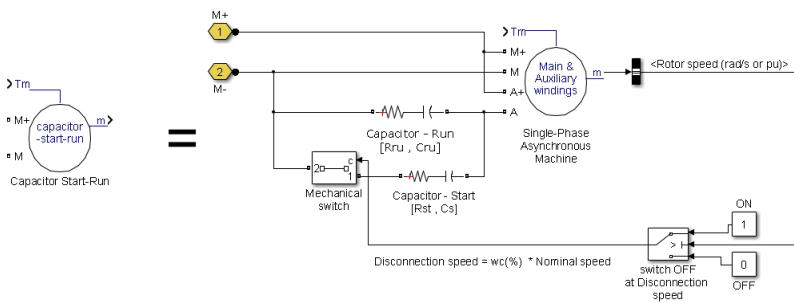 Tm
M+
M
capacitor
-start-run
m
Capacitor Start-Run
=
M+
1
2
M-
Tm
M+
M
A+
A
Main &
Auxiliary
windings
m
Single-Phase
Asynchronous
Machine
<Rotor speed (rad/s or pu)>
Capacitor - Run
[Rru , Cru]
2
c
1
Mechanical
switch
Capacitor - Start
[Rst , Cs]
Disconnection speed = wc(%) * Nominal speed
>
switch OFF
at Disconnection
speed
ON
1
0
OFF